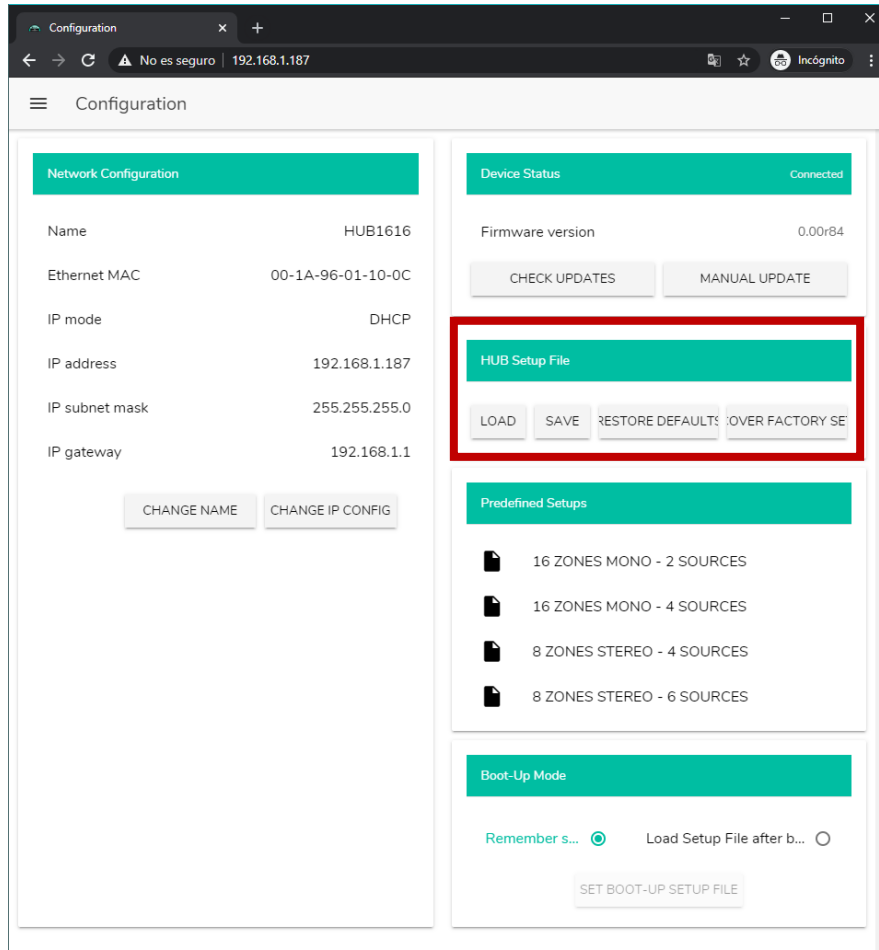 Configuration
No es seguro | 192.168.1.187
Incógnito
Configuration
Network Configuration
Name HUB1616
Ethernet MAC 00-1A-96-01-10-0C
IP mode DHCP
IP address 192.168.1.187
IP subnet mask 255.255.255.0
IP gateway 192.168.1.1
CHANGE NAME CHANGE IP CONFIG
Device Status Connected
Firmware version 0.00r84
CHECK UPDATES MANUAL UPDATE
HUB Setup File
LOAD SAVE RESTORE DEFAULTS COVER FACTORY SE
Predefined Setups
16 ZONES MONO - 2 SOURCES
16 ZONES MONO - 4 SOURCES
8 ZONES STEREO - 4 SOURCES
8 ZONES STEREO - 6 SOURCES
Boot-Up Mode
Remember s... Load Setup File after b...
SET BOOT-UP SETUP FILE